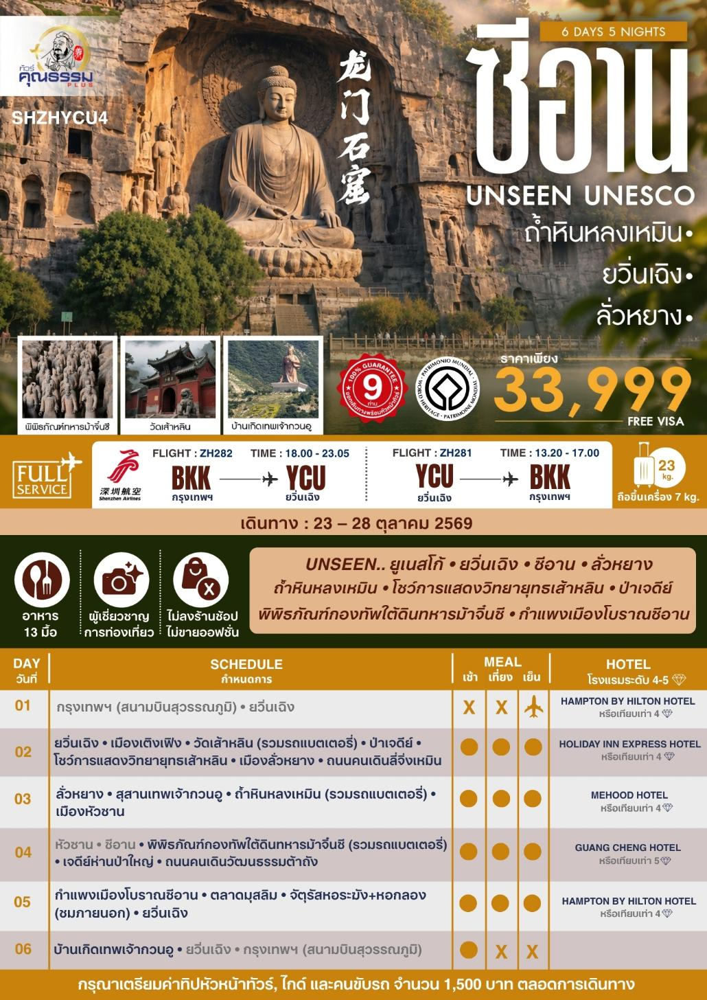 ทัวร์
คุณธรรม
PLUS
SHZHYCU4
龙门石窟
6 DAYS 5 NIGHTS
ซีอาน
UNSEEN UNESCO
ถ้ำหินหลงเหมิน•
ยวิ่นเฉิง•
ลั่วหยาง•
พิพิธภัณฑ์ทหารม้าจิ๋นซี
วัดเส้าหลิน
บ้านเกิดเทพเจ้ากวนอู
100% GUARANTEE
9
ท่าน
ออกเดินทางพร้อมหัวหน้าทัวร์
PATRIMONIO MUNDIAL • WORLD HERITAGE • PATRIMOINE MONDIAL
ราคาเพียง
33,999
FREE VISA
FULL
SERVICE
深圳航空
Shenzhen Airlines
FLIGHT : ZH282 TIME : 18.00 - 23.05
BKK YCU
กรุงเทพฯ ยวิ่นเฉิง
FLIGHT : ZH281 TIME : 13.20 - 17.00
YCU BKK
ยวิ่นเฉิง กรุงเทพฯ
23
kg.
ถือขึ้นเครื่อง 7 kg.
เดินทาง : 23 – 28 ตุลาคม 2569
อาหาร
13 มื้อ
ผู้เชี่ยวชาญ
การท่องเที่ยว
X
ไม่ลงร้านช้อป
ไม่ขายออฟชั่น
UNSEEN.. ยูเนสโก้ • ยวิ่นเฉิง • ซีอาน • ลั่วหยาง
ถ้ำหินหลงเหมิน • โชว์การแสดงวิทยายุทธเส้าหลิน • ป่าเจดีย์
พิพิธภัณฑ์กองทัพใต้ดินทหารม้าจิ๋นซี • กำแพงเมืองโบราณซีอาน
DAY SCHEDULE MEAL HOTEL
วันที่ กำหนดการ เช้า เที่ยง เย็น โรงแรมระดับ 4-5
01 กรุงเทพฯ (สนามบินสุวรรณภูมิ) • ยวิ่นเฉิง X X HAMPTON BY HILTON HOTEL
หรือเทียบเท่า 4
02 ยวิ่นเฉิง • เมืองเติงเฟิง • วัดเส้าหลิน (รวมรถแบตเตอรี่) • ป่าเจดีย์ •
โชว์การแสดงวิทยายุทธเส้าหลิน • เมืองลั่วหยาง • ถนนคนเดินลี่จิ่งเหมิน
HOLIDAY INN EXPRESS HOTEL
หรือเทียบเท่า 4
03 ลั่วหยาง • สุสานเทพเจ้ากวนอู • ถ้ำหินหลงเหมิน (รวมรถแบตเตอรี่) •
เมืองหัวซาน
MEHOOD HOTEL
หรือเทียบเท่า 4
04 หัวซาน • ซีอาน • พิพิธภัณฑ์กองทัพใต้ดินทหารม้าจิ๋นซี (รวมรถแบตเตอรี่)
• เจดีย์ห่านป่าใหญ่ • ถนนคนเดินวัฒนธรรมต้าถัง
GUANG CHENG HOTEL
หรือเทียบเท่า 5
05 กำแพงเมืองโบราณซีอาน • ตลาดมุสลิม • จัตุรัสหอระฆัง+หอกลอง
(ชมภายนอก) • ยวิ่นเฉิง
HAMPTON BY HILTON HOTEL
หรือเทียบเท่า 4
06 บ้านเกิดเทพเจ้ากวนอู • ยวิ่นเฉิง • กรุงเทพฯ (สนามบินสุวรรณภูมิ) X X
กรุณาเตรียมค่าทิปหัวหน้าทัวร์, ไกด์ และคนขับรถ จำนวน 1,500 บาท ตลอดการเดินทาง